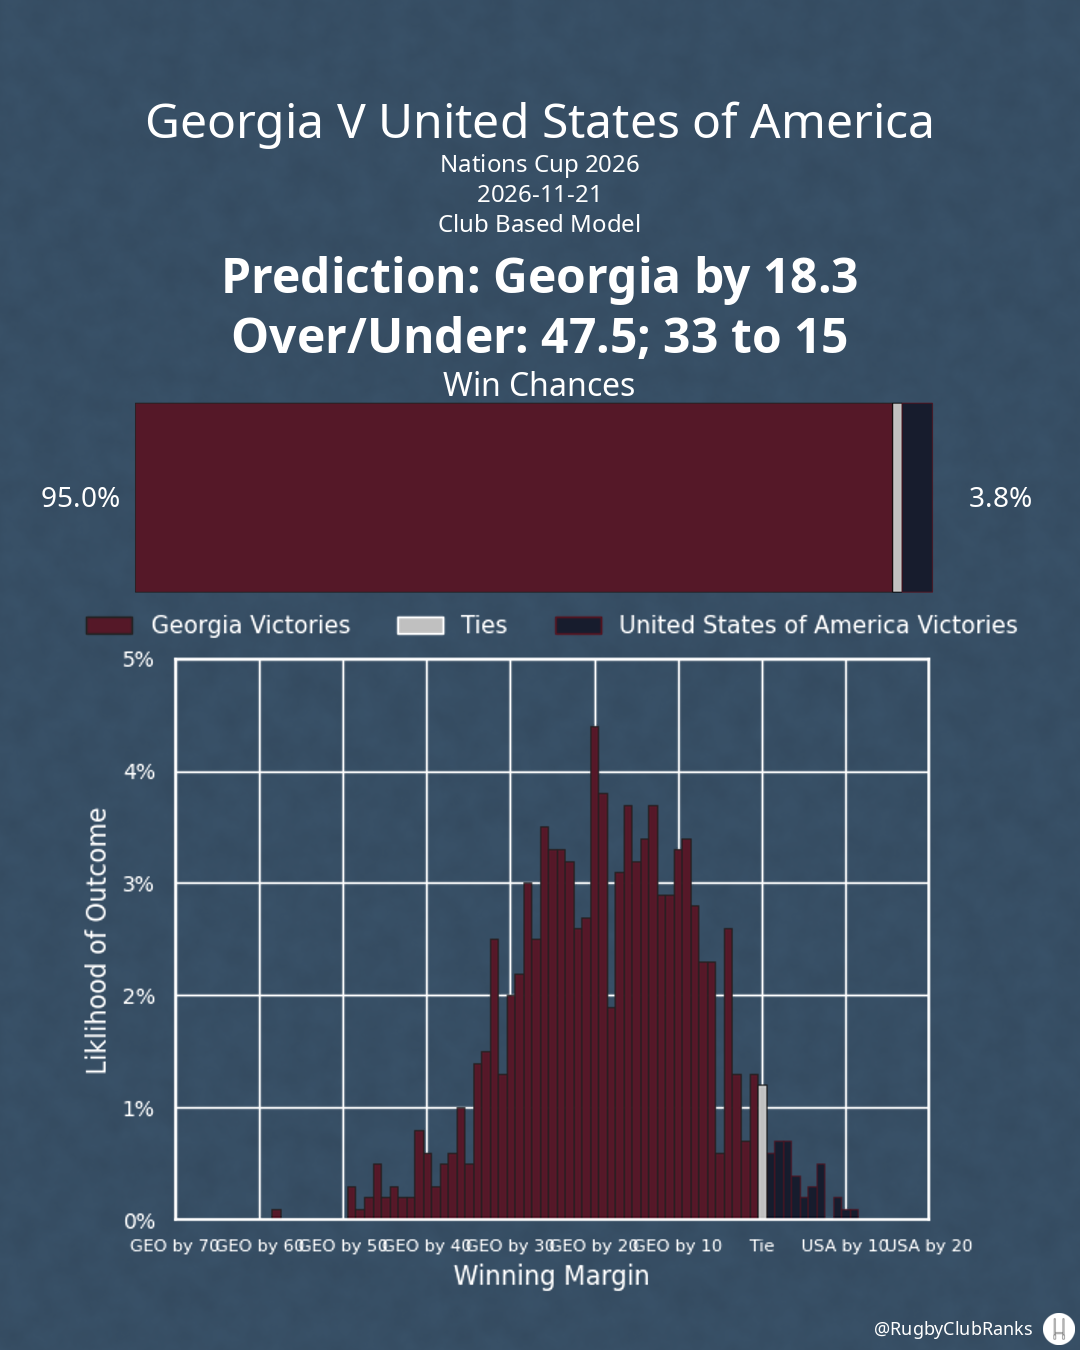 Georgia V United States of America
Nations Cup 2026
2026-11-21
Club Based Model
Prediction: Georgia by 18.3
Over/Under: 47.5; 33 to 15
Win Chances
95.0%
3.8%
Georgia Victories
Ties
United States of America Victories
5%
4%
3%
2%
1%
0%
Liklihood of Outcome
GEO by 70
GEO by 60
GEO by 50
GEO by 40
GEO by 30
GEO by 20
GEO by 10
Tie
USA by 10
USA by 20
Winning Margin
@RugbyClubRanks